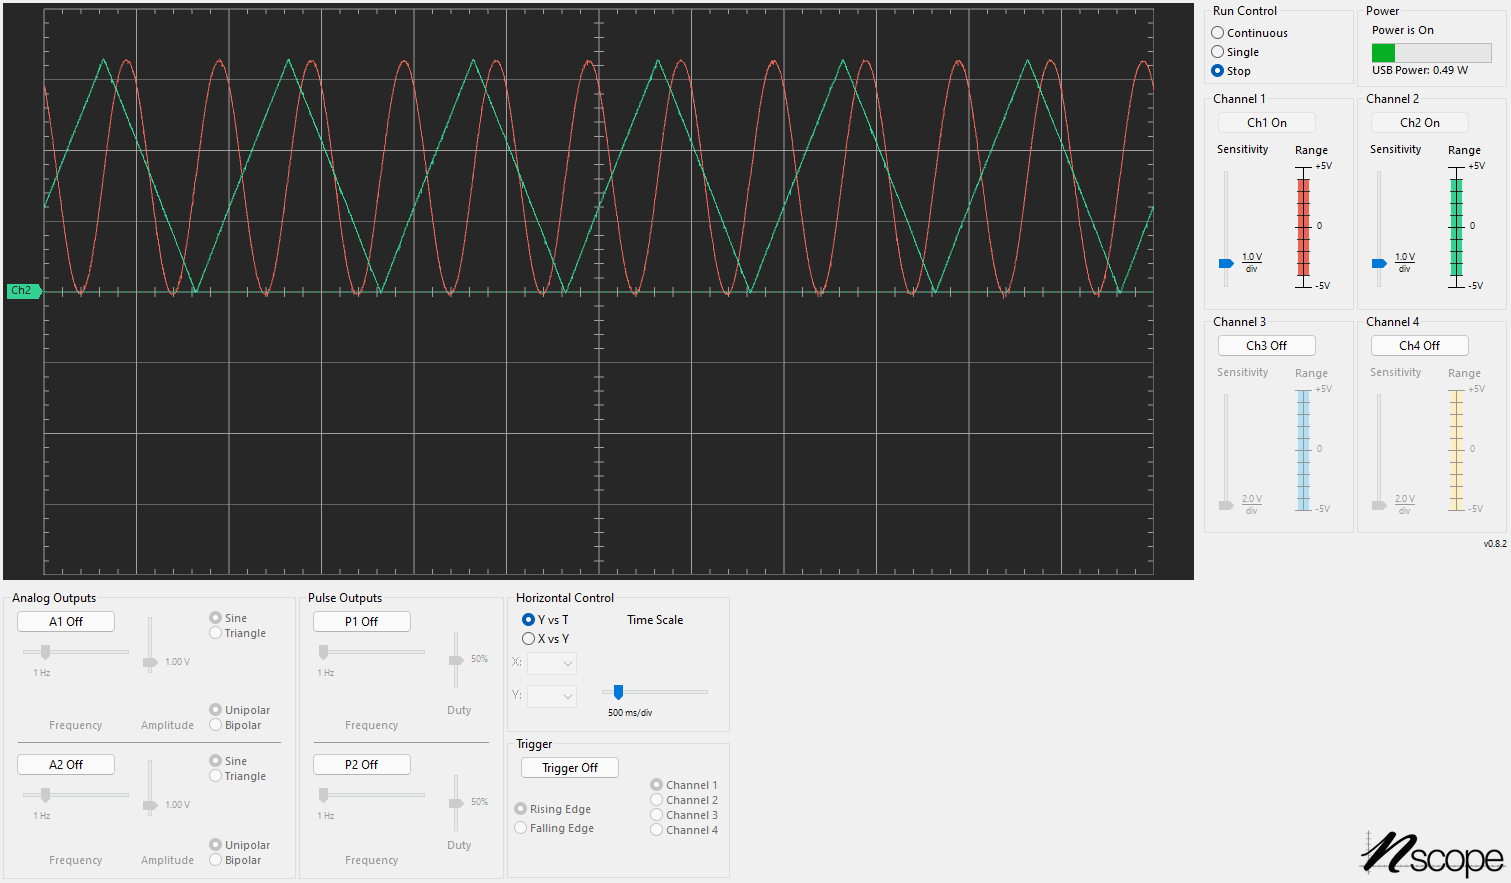 Run Control
Continuous
Single
Stop
Power
Power is On
USB Power: 0.49 W
Channel 1
Ch1 On
Sensitivity
Range
+5V
0
-5V
1.0 V
div
Channel 2
Ch2 On
Sensitivity
Range
+5V
0
-5V
1.0 V
div
Ch2
Channel 3
Ch3 Off
Sensitivity
Range
+5V
0
-5V
2.0 V
div
Channel 4
Ch4 Off
Sensitivity
Range
+5V
0
-5V
2.0 V
div
v0.8.2
Analog Outputs
A1 Off
1 Hz
1.00 V
Sine
Triangle
Unipolar
Bipolar
Frequency
Amplitude
A2 Off
1 Hz
1.00 V
Sine
Triangle
Unipolar
Bipolar
Frequency
Amplitude
Pulse Outputs
P1 Off
1 Hz
50%
Duty
Frequency
P2 Off
1 Hz
50%
Duty
Frequency
Horizontal Control
Y vs T
X vs Y
Time Scale
X:
Y:
500 ms/div
Trigger
Trigger Off
Rising Edge
Falling Edge
Channel 1
Channel 2
Channel 3
Channel 4
nscope